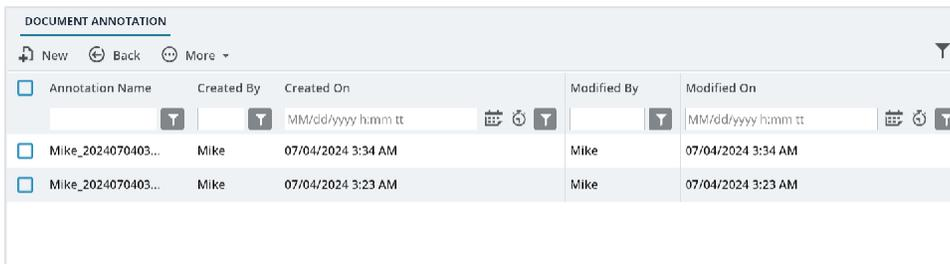 DOCUMENT ANNOTATION
New Back More
Annotation Name Created By Created On Modified By Modified On
MM/dd/yyyy h:mm tt MM/dd/yyyy h:mm tt
Mike_2024070403... Mike 07/04/2024 3:34 AM Mike 07/04/2024 3:34 AM
Mike_2024070403... Mike 07/04/2024 3:23 AM Mike 07/04/2024 3:23 AM